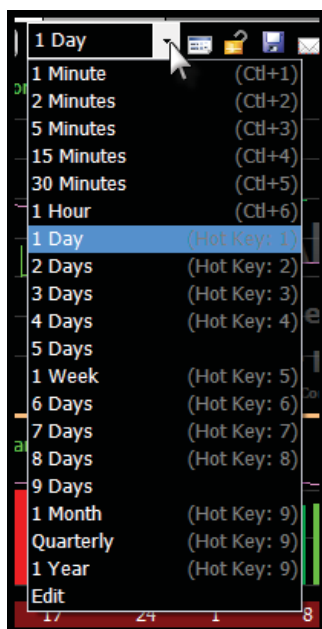 1 Day
1 Minute (Ctl+1)
2 Minutes (Ctl+2)
5 Minutes (Ctl+3)
15 Minutes (Ctl+4)
30 Minutes (Ctl+5)
1 Hour (Ctl+6)
1 Day (Hot Key: 1)
2 Days (Hot Key: 2)
3 Days (Hot Key: 3)
4 Days (Hot Key: 4)
5 Days
1 Week (Hot Key: 5)
6 Days (Hot Key: 6)
7 Days (Hot Key: 7)
8 Days (Hot Key: 8)
9 Days
1 Month (Hot Key: 9)
Quarterly (Hot Key: 9)
1 Year (Hot Key: 9)
Edit
17 24 1 8